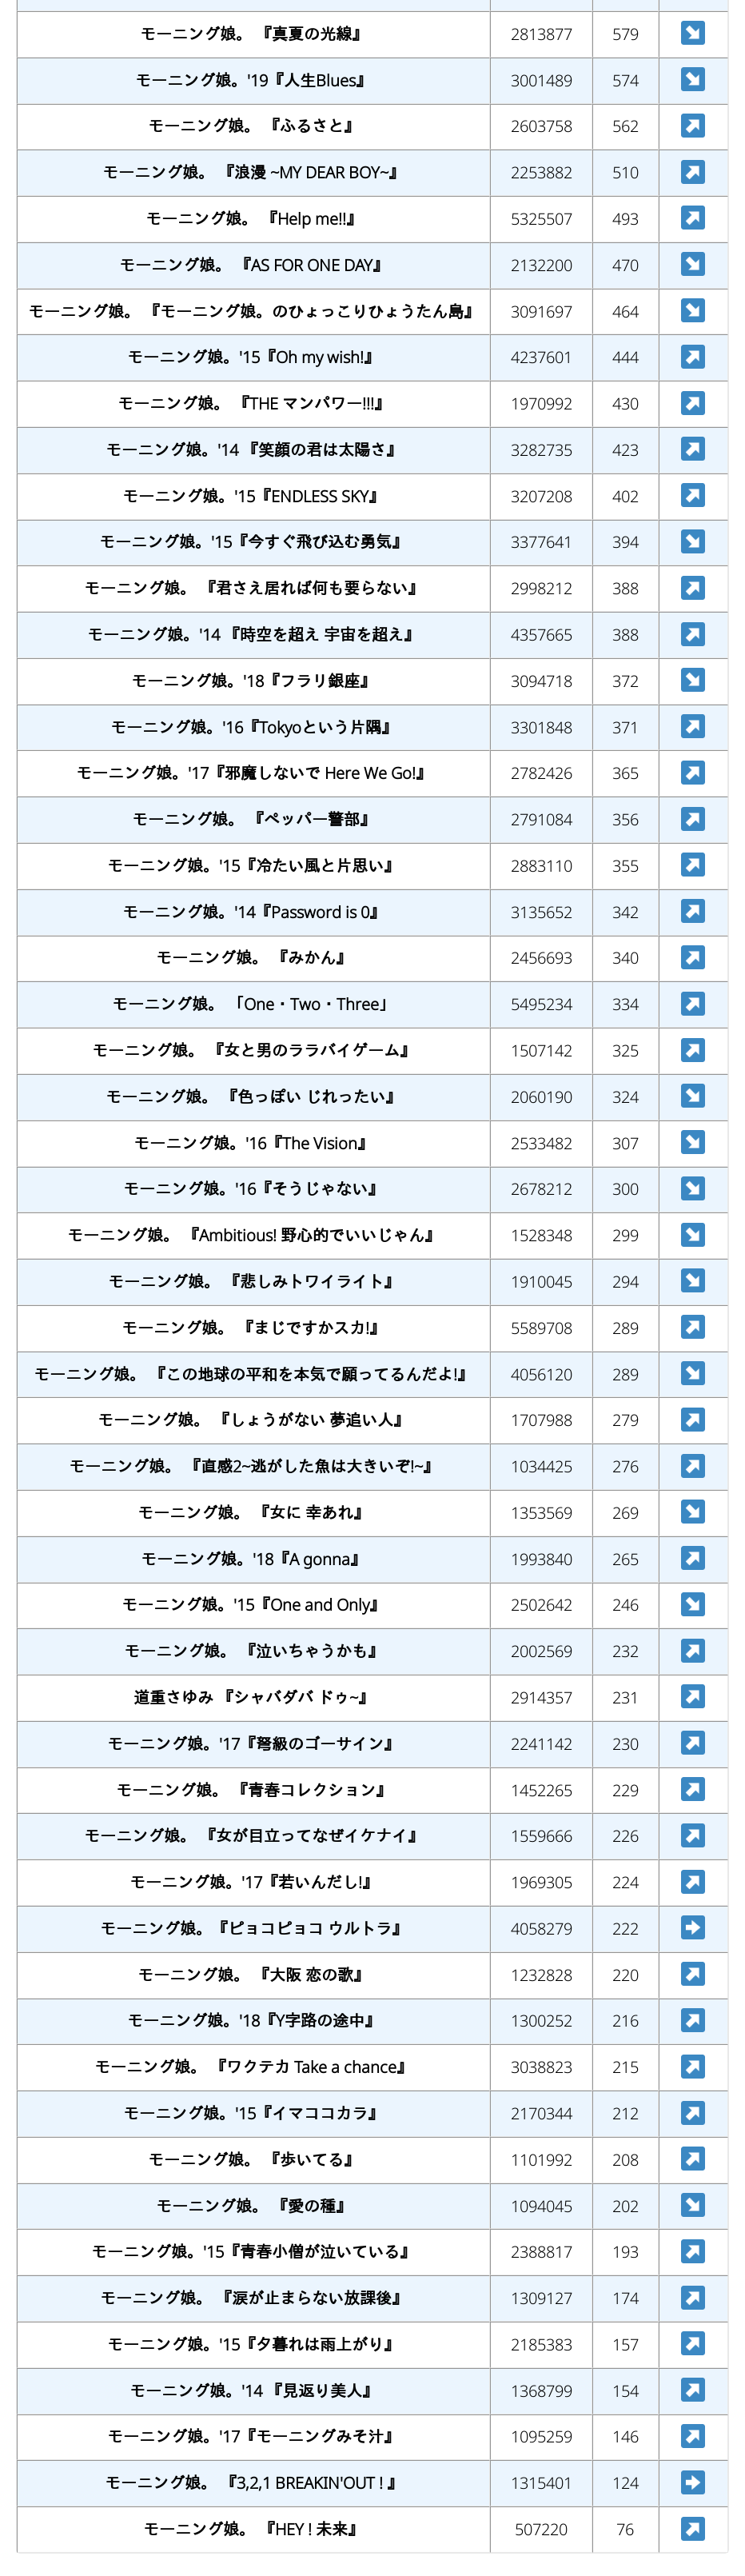 モーニング娘。 『真夏の光線』 2813877 579 ↘
モーニング娘。'19『人生Blues』 3001489 574 ↘
モーニング娘。 『ふるさと』 2603758 562 ↗
モーニング娘。 『浪漫 ~MY DEAR BOY~』 2253882 510 ↗
モーニング娘。 『Help me!!』 5325507 493 ↗
モーニング娘。 『AS FOR ONE DAY』 2132200 470 ↘
モーニング娘。 『モーニング娘。のひょっこりひょうたん島』 3091697 464 ↘
モーニング娘。'15『Oh my wish!』 4237601 444 ↗
モーニング娘。 『THE マンパワー!!!』 1970992 430 ↗
モーニング娘。'14 『笑顔の君は太陽さ』 3282735 423 ↗
モーニング娘。'15『ENDLESS SKY』 3207208 402 ↗
モーニング娘。'15『今すぐ飛び込む勇気』 3377641 394 ↘
モーニング娘。 『君さえ居れば何も要らない』 2998212 388 ↗
モーニング娘。'14 『時空を超え 宇宙を超え』 4357665 388 ↗
モーニング娘。'18『フラリ銀座』 3094718 372 ↘
モーニング娘。'16『Tokyoという片隅』 3301848 371 ↗
モーニング娘。'17『邪魔しないで Here We Go!』 2782426 365 ↗
モーニング娘。 『ペッパー警部』 2791084 356 ↗
モーニング娘。'15『冷たい風と片思い』 2883110 355 ↗
モーニング娘。'14『Password is 0』 3135652 342 ↗
モーニング娘。 『みかん』 2456693 340 ↗
モーニング娘。 「One・Two・Three」 5495234 334 ↗
モーニング娘。 『女と男のララバイゲーム』 1507142 325 ↗
モーニング娘。 『色っぽい じれったい』 2060190 324 ↘
モーニング娘。'16『The Vision』 2533482 307 ↘
モーニング娘。'16『そうじゃない』 2678212 300 ↘
モーニング娘。 『Ambitious! 野心的でいいじゃん』 1528348 299 ↘
モーニング娘。 『悲しみトワイライト』 1910045 294 ↘
モーニング娘。 『まじですかスカ!』 5589708 289 ↗
モーニング娘。 『この地球の平和を本気で願ってるんだよ!』 4056120 289 ↘
モーニング娘。 『しょうがない 夢追い人』 1707988 279 ↗
モーニング娘。 『直感2~逃がした魚は大きいぞ!~』 1034425 276 ↗
モーニング娘。 『女に 幸あれ』 1353569 269 ↘
モーニング娘。'18『A gonna』 1993840 265 ↗
モーニング娘。'15『One and Only』 2502642 246 ↘
モーニング娘。 『泣いちゃうかも』 2002569 232 ↗
道重さゆみ 『シャバダバ ドゥ~』 2914357 231 ↗
モーニング娘。'17『弩級のゴーサイン』 2241142 230 ↗
モーニング娘。 『青春コレクション』 1452265 229 ↗
モーニング娘。 『女が目立ってなぜイケナイ』 1559666 226 ↗
モーニング娘。'17『若いんだし!』 1969305 224 ↗
モーニング娘。『ピョコピョコ ウルトラ』 4058279 222 →
モーニング娘。 『大阪 恋の歌』 1232828 220 ↗
モーニング娘。'18『Y字路の途中』 1300252 216 ↗
モーニング娘。 『ワクテカ Take a chance』 3038823 215 ↗
モーニング娘。'15『イマココカラ』 2170344 212 ↗
モーニング娘。 『歩いてる』 1101992 208 ↗
モーニング娘。 『愛の種』 1094045 202 ↘
モーニング娘。'15『青春小僧が泣いている』 2388817 193 ↗
モーニング娘。 『涙が止まらない放課後』 1309127 174 ↗
モーニング娘。'15『夕暮れは雨上がり』 2185383 157 ↗
モーニング娘。'14 『見返り美人』 1368799 154 ↗
モーニング娘。'17『モーニングみそ汁』 1095259 146 ↗
モーニング娘。 『3,2,1 BREAKIN'OUT ! 』 1315401 124 →
モーニング娘。 『HEY ! 未来』 507220 76 ↗